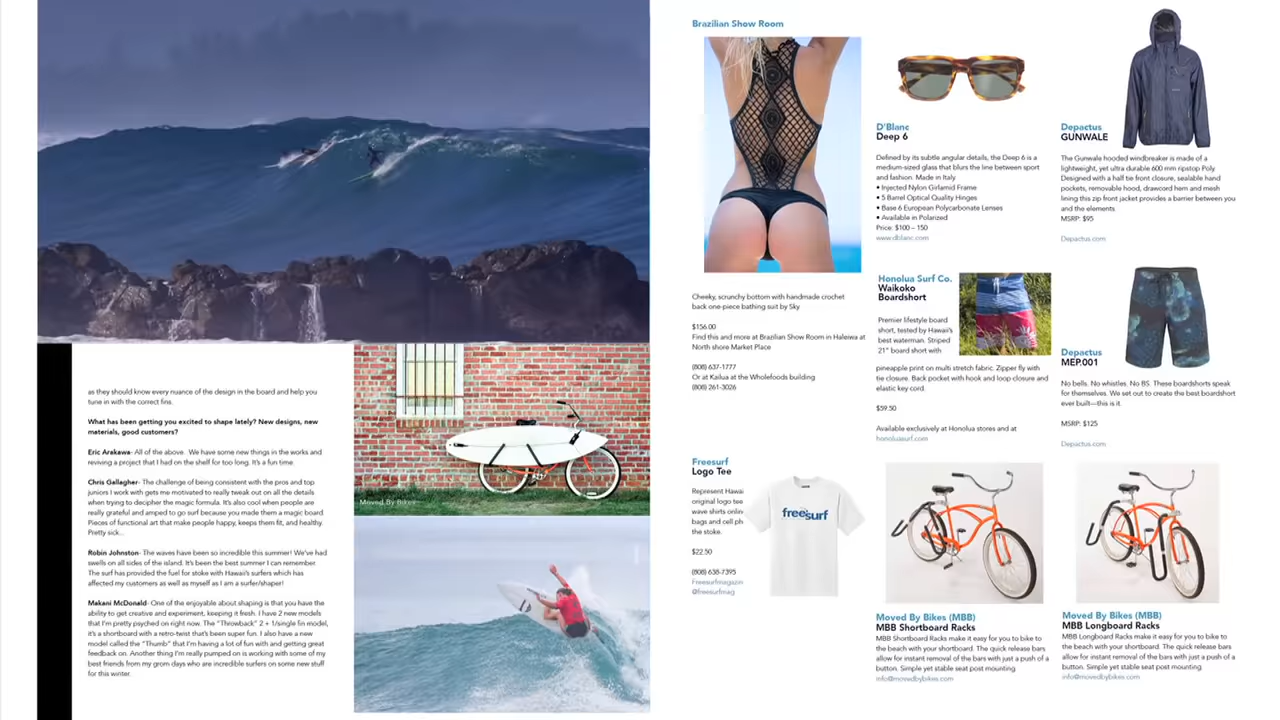 as they should know every nuance of the design in the board and help you
tune in with the correct fins.
What has been getting you excited to shape lately? New designs, new
materials, good customers?
Eric Arakawa- All of the above. We have some new things in the works and
reviving a project that I had on the shelf for too long. It's a fun time.
Chris Gallagher- The challenge of being consistent with the pros and top
juniors I work with gets me motivated to really tweak out on all the details
when trying to decipher the magic formula. It's also cool when people are
really grateful and amped to go surf because you made them a magic board.
Pieces of functional art that make people happy, keeps them fit, and healthy.
Pretty sick...
Robin Johnston- The waves have been so incredible this summer! We've had
swells on all sides of the island. It's been the best summer I can remember.
The surf has provided the fuel for stoke with Hawaii's surfers which has
affected my customers as well as myself as I am a surfer/shaper!
Makani McDonald- One of the enjoyable about shaping is that you have the
ability to get creative and experiment, keeping it fresh. I have 2 new models
that I'm pretty psyched on right now. The "Throwback" 2 + 1/single fin model,
it's a shortboard with a retro-twist that's been super fun. I also have a new
model called the "Thumb" that I'm having a lot of fun with and getting great
feedback on. Another thing I'm really pumped on is working with some of my
best friends from my grom days who are incredible surfers on some new stuff
for this winter.
Moved By Bikes
Brazilian Show Room
Cheeky, scrunchy bottom with handmade crochet
back one-piece bathing suit by Sky
$156.00
Find this and more at Brazilian Show Room in Haleiwa at
North shore Market Place
(808) 637-1777
Or at Kailua at the Wholefoods building
(808) 261-3026
D'Blanc
Deep 6
Defined by its subtle angular details, the Deep 6 is a
medium-sized glass that blurs the line between sport
and fashion. Made in Italy
• Injected Nylon Grilamid Frame
• 5 Barrel Optical Quality Hinges
• Base 6 European Polycarbonate Lenses
• Available in Polarized
Price: $100 – 150
www.dblanc.com
Depactus
GUNWALE
The Gunwale hooded windbreaker is made of a
lightweight, yet ultra durable 600 mm ripstop Poly.
Designed with a half tie front closure, sealable hand
pockets, removable hood, drawcord hem and mesh
lining this zip front jacket provides a barrier between you
and the elements
MSRP: $95
Depactus.com
Honolua Surf Co.
Waikoko
Boardshort
Premier lifestyle board
short, tested by Hawaii's
best waterman. Striped
21" board short with
pineapple print on multi stretch fabric. Zipper fly with
tie closure. Back pocket with hook and loop closure and
elastic key cord
$59.50
Available exclusively at Honolua stores and at
honoluasurf.com
Depactus
MEP.001
No bells. No whistles. No BS. These boardshorts speak
for themselves. We set out to create the best boardshort
ever built—this is it.
MSRP: $125
Depactus.com
Freesurf
Logo Tee
Represent Hawai
original logo tee
wave shirts onlin
bags and cell ph
the stoke.
$22.50
(808) 638-7395
Freesurfmagazin
@freesurfmag
freesurf
Moved By Bikes (MBB)
MBB Shortboard Racks
MBB Shortboard Racks make it easy for you to bike to
the beach with your shortboard. The quick release bars
allow for instant removal of the bars with just a push of a
button. Simple yet stable seat post mounting.
info@movedbybikes.com
Moved By Bikes (MBB)
MBB Longboard Racks
MBB Longboard Racks make it easy for you to bike to
the beach with your shortboard. The quick release bars
allow for instant removal of the bars with just a push of a
button. Simple yet stable seat post mounting.
info@movedbybikes.com